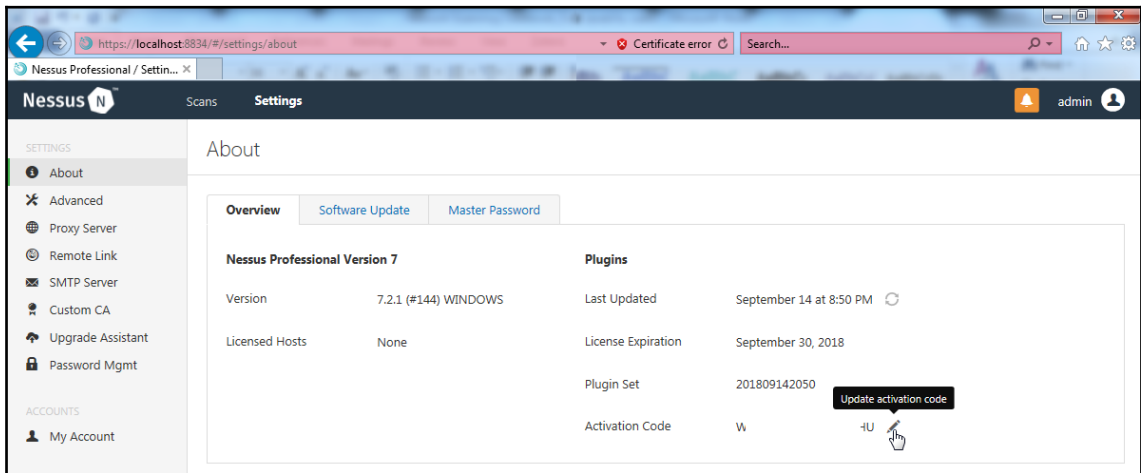 https://localhost:8834/#/settings/about
Certificate error
Search...
Nessus Professional / Settin...
Nessus N™
Scans
Settings
admin
SETTINGS
About
Advanced
Proxy Server
Remote Link
SMTP Server
Custom CA
Upgrade Assistant
Password Mgmt
ACCOUNTS
My Account
About
Overview
Software Update
Master Password
Nessus Professional Version 7
Version 7.2.1 (#144) WINDOWS
Licensed Hosts None
Plugins
Last Updated September 14 at 8:50 PM
License Expiration September 30, 2018
Plugin Set 201809142050
Update activation code
Activation Code W HU